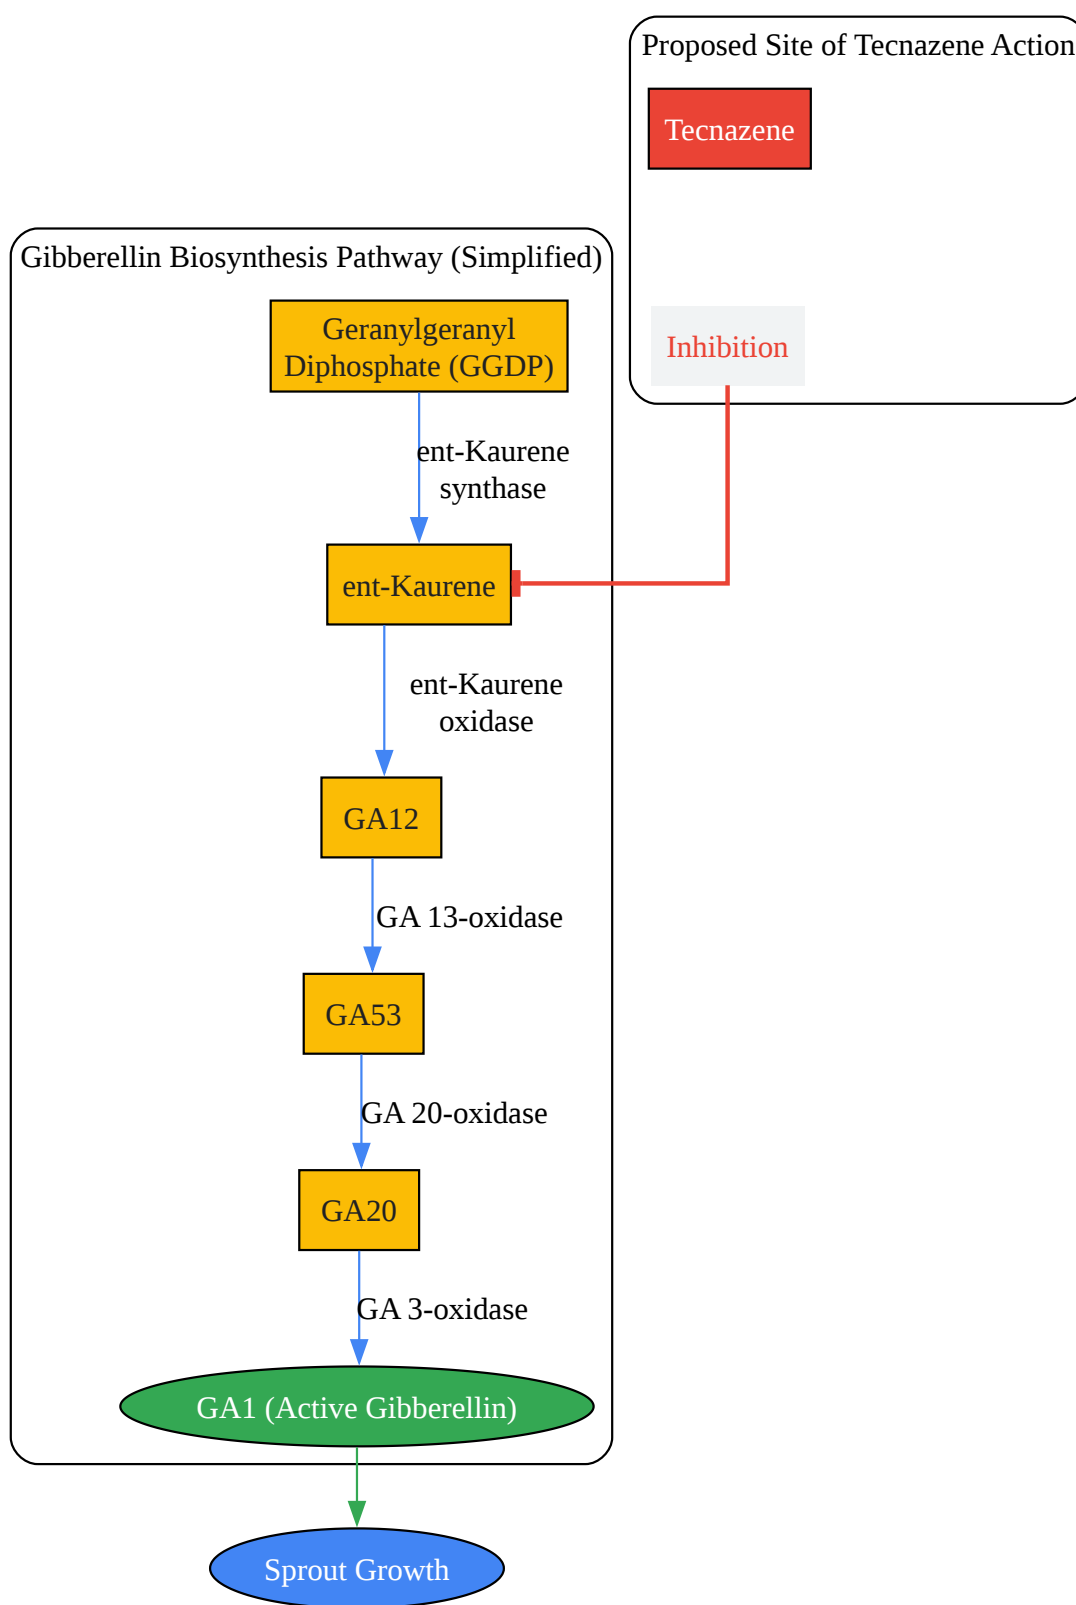 Proposed Site of Tecnazene Action
Tecnazene
Inhibition
Gibberellin Biosynthesis Pathway (Simplified)
Geranylgeranyl
Diphosphate (GGDP)
ent-Kaurene
synthase
ent-Kaurene
ent-Kaurene
oxidase
GA12
GA 13-oxidase
GA53
GA 20-oxidase
GA20
GA 3-oxidase
GA1 (Active Gibberellin)
Sprout Growth